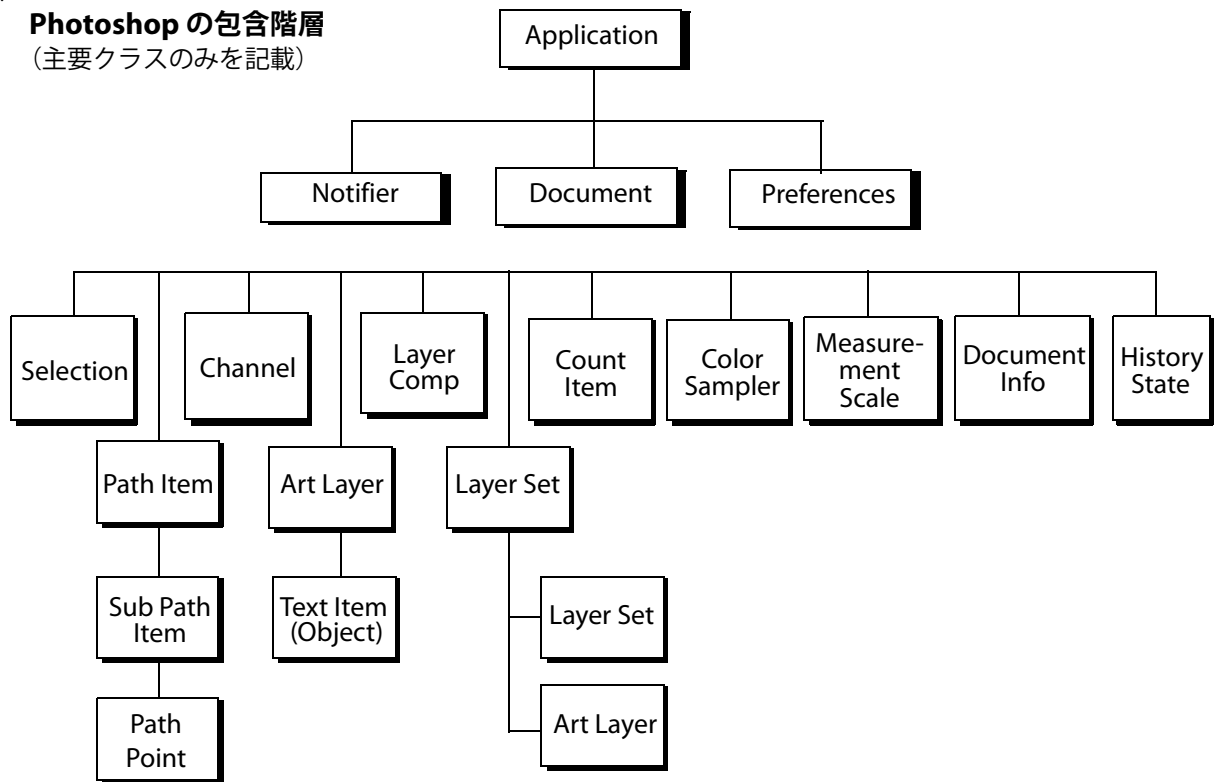 Photoshop の包含階層
（主要クラスのみを記載）
Application
Notifier
Document
Preferences
Selection
Channel
Layer
Comp
Count
Item
Color
Sampler
Measure-
ment
Scale
Document
Info
History
State
Path Item
Art Layer
Layer Set
Sub Path
Item
Text Item
(Object)
Layer Set
Path
Point
Art Layer